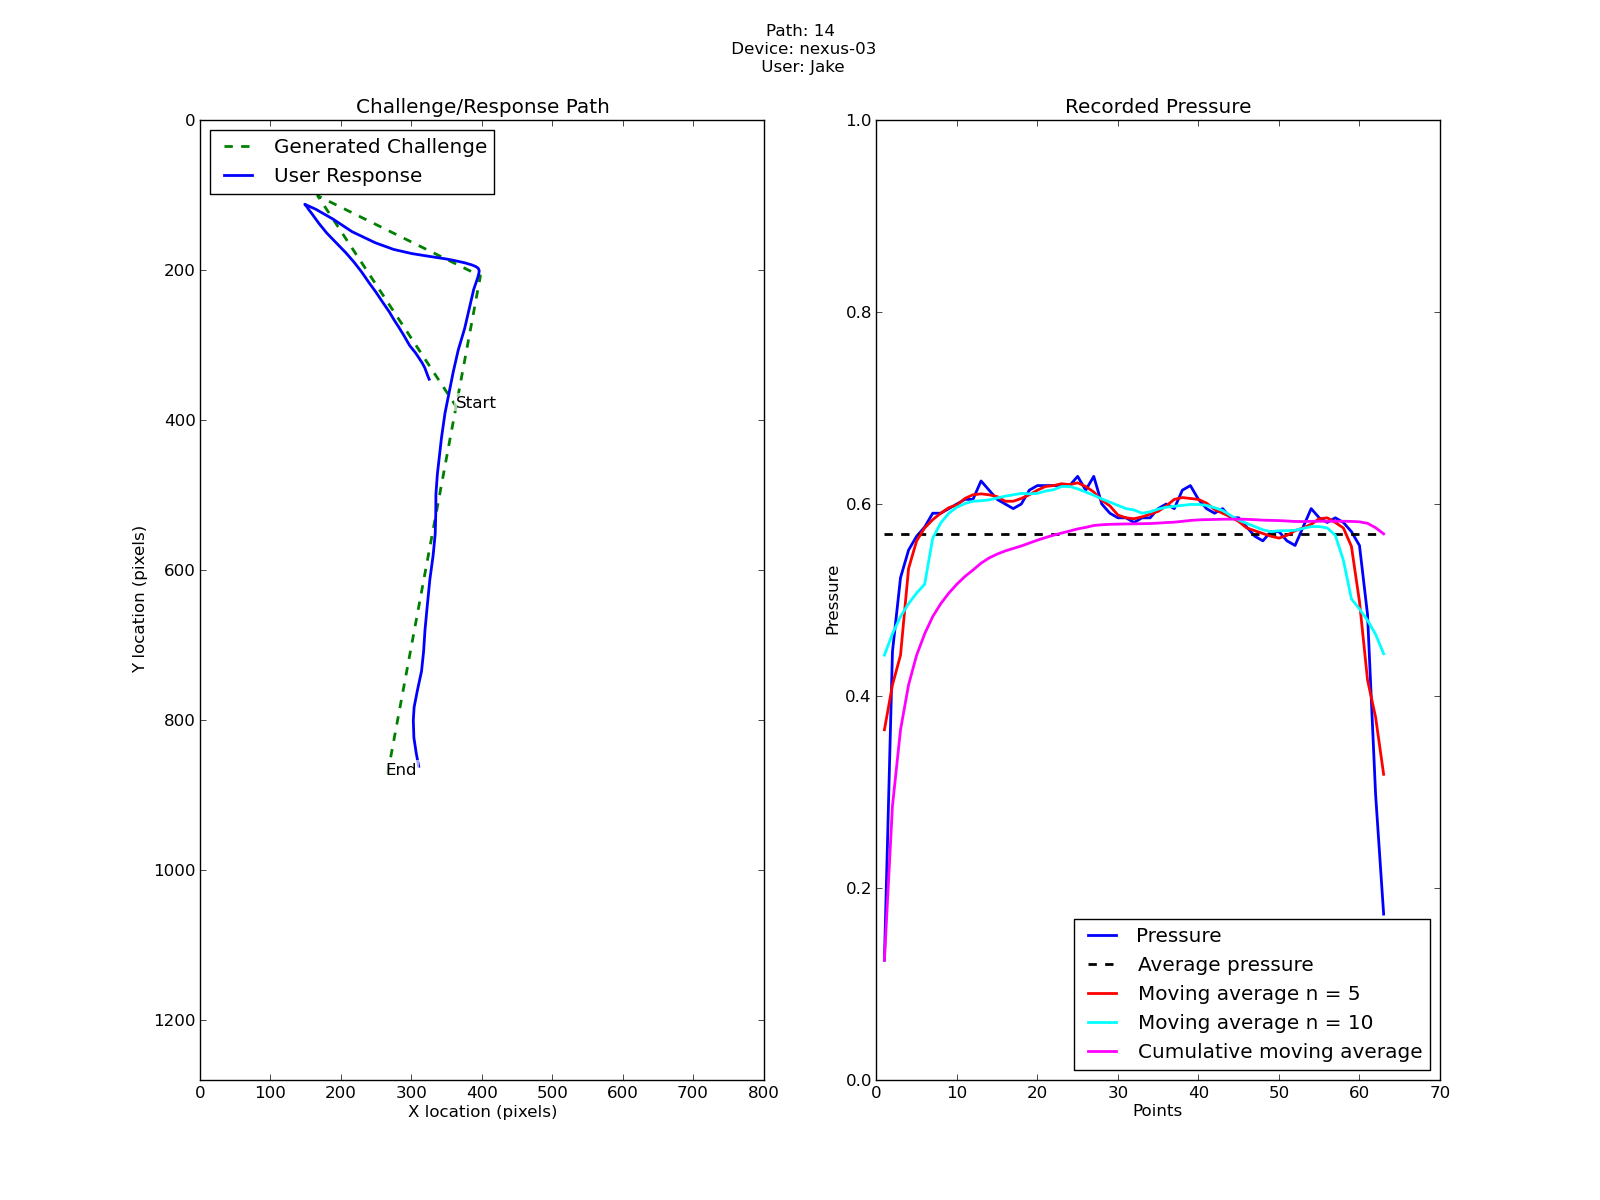 Path: 14
Device: nexus-03
User: Jake
Challenge/Response Path
Generated Challenge
User Response
Start
End
0
200
400
600
800
1000
1200
Y location (pixels)
0 100 200 300 400 500 600 700 800
X location (pixels)
Recorded Pressure
1.0
0.8
0.6
0.4
0.2
0.0
Pressure
Pressure
Average pressure
Moving average n = 5
Moving average n = 10
Cumulative moving average
0 10 20 30 40 50 60 70
Points